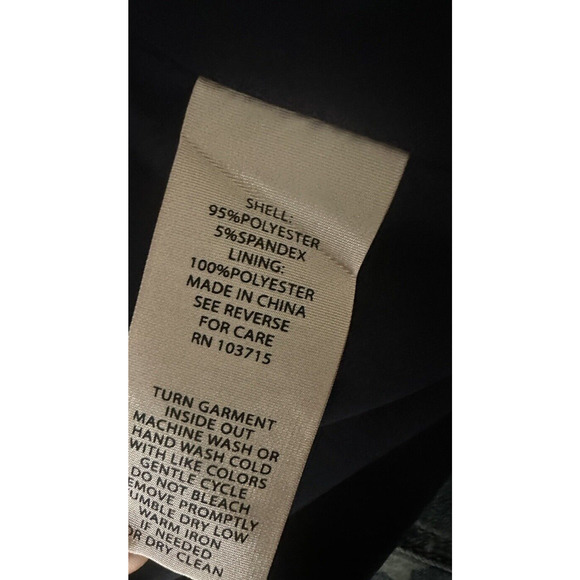 SHELL:
95%POLYESTER
5%SPANDEX
LINING:
100%POLYESTER
MADE IN CHINA
SEE REVERSE
FOR CARE
RN 103715
TURN GARMENT
INSIDE OUT
MACHINE WASH OR
HAND WASH COLD
WITH LIKE COLORS
GENTLE CYCLE
DO NOT BLEACH
EMOVE PROMPTLY
UMBLE DRY LOW
WARM IRON
IF NEEDED
OR DRY CLEAN